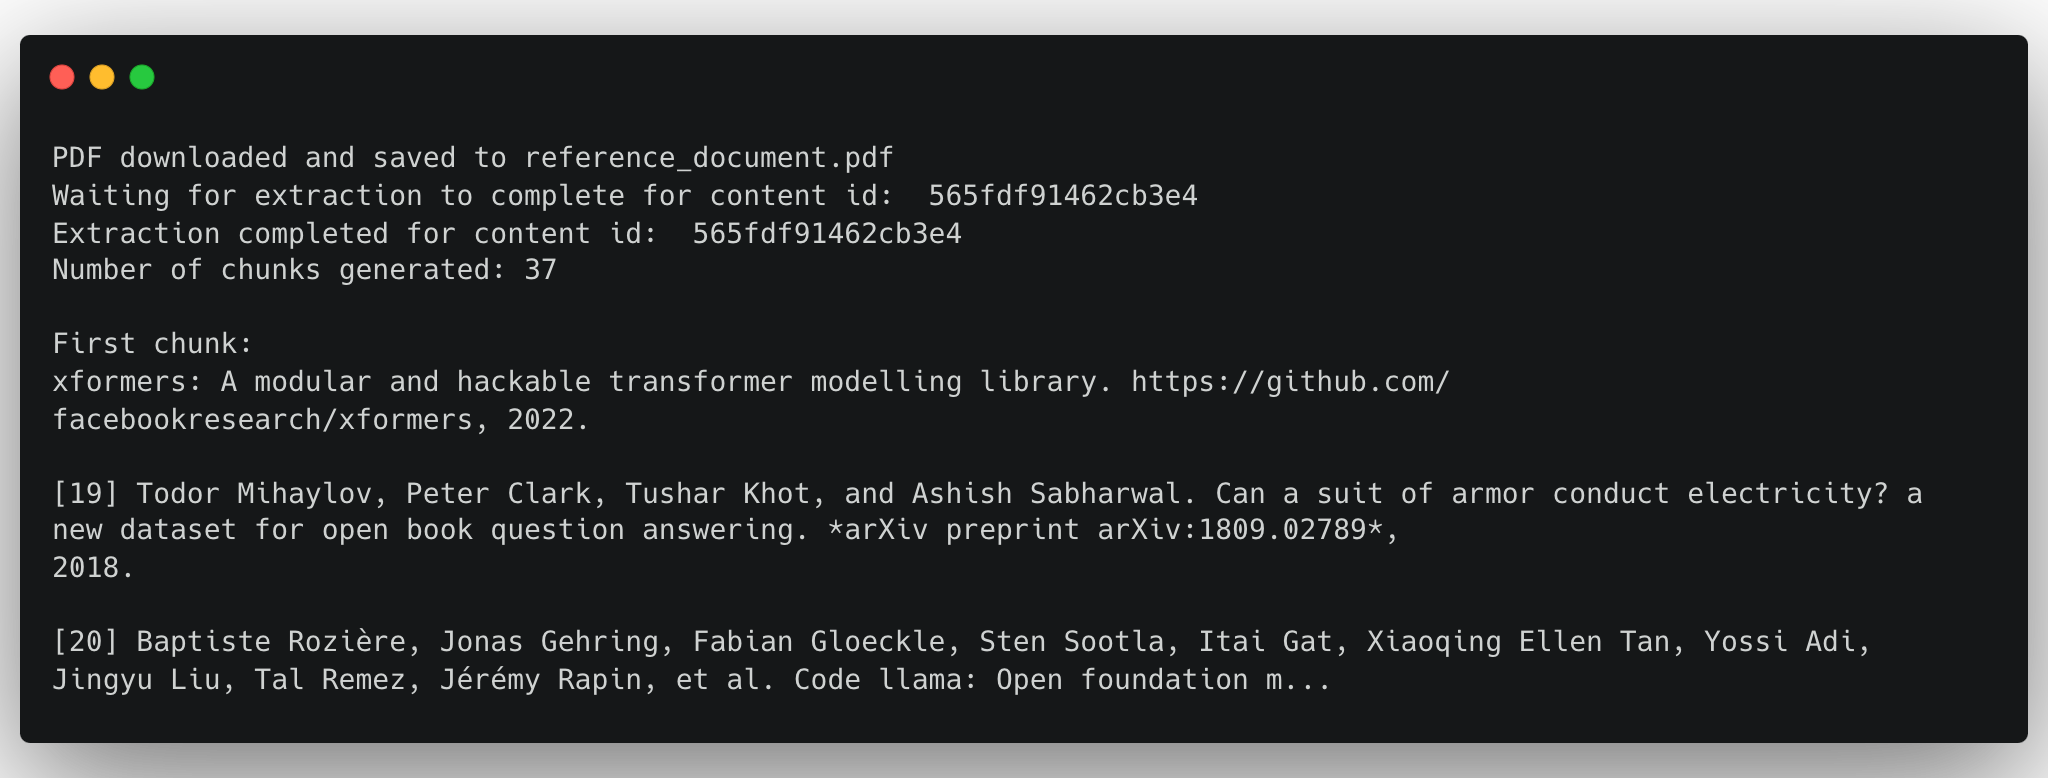 PDF downloaded and saved to reference_document.pdf
Waiting for extraction to complete for content id:  565fdf91462cb3e4
Extraction completed for content id:  565fdf91462cb3e4
Number of chunks generated: 37
First chunk:
xformers: A modular and hackable transformer modelling library. https://github.com/
facebookresearch/xformers, 2022.
[19] Todor Mihaylov, Peter Clark, Tushar Khot, and Ashish Sabharwal. Can a suit of armor conduct electricity? a
new dataset for open book question answering. *arXiv preprint arXiv:1809.02789*,
2018.
[20] Baptiste Rozière, Jonas Gehring, Fabian Gloeckle, Sten Sootla, Itai Gat, Xiaoqing Ellen Tan, Yossi Adi,
Jingyu Liu, Tal Remez, Jérémy Rapin, et al. Code llama: Open foundation m...